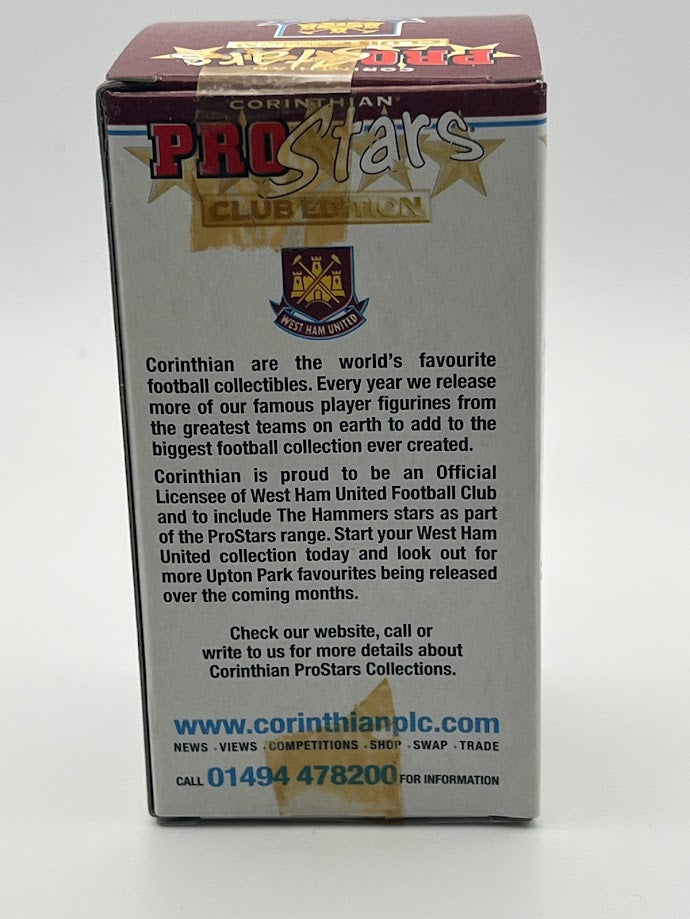 CLUB EDITION
PROStars
CORINTHIAN
CORINTHIAN®
PROStars
CLUB EDITION
WEST HAM UNITED
Corinthian are the world's favourite
football collectibles. Every year we release
more of our famous player figurines from
the greatest teams on earth to add to the
biggest football collection ever created.
Corinthian is proud to be an Official
Licensee of West Ham United Football Club
and to include The Hammers stars as part
of the ProStars range. Start your West Ham
United collection today and look out for
more Upton Park favourites being released
over the coming months.
Check our website, call or
write to us for more details about
Corinthian ProStars Collections.
www.corinthianplc.com
NEWS · VIEWS · COMPETITIONS · SHOP · SWAP · TRADE
CALL 01494 478200 FOR INFORMATION